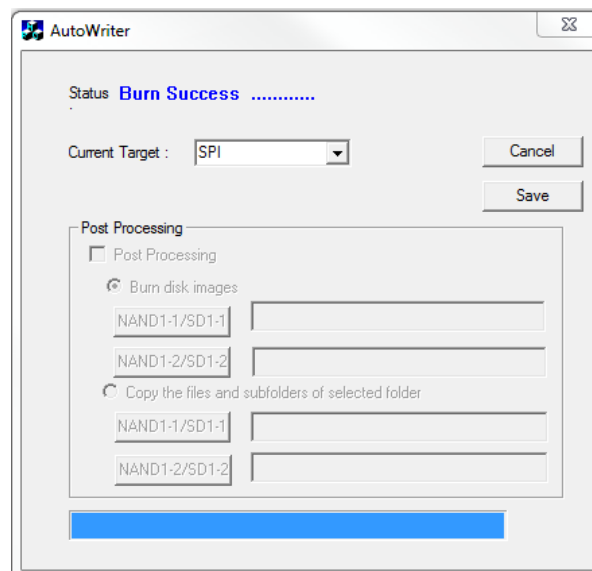 AutoWriter
Status Burn Success ............
Current Target : SPI
Cancel
Save
Post Processing
Post Processing
Burn disk images
NAND1-1/SD1-1
NAND1-2/SD1-2
Copy the files and subfolders of selected folder
NAND1-1/SD1-1
NAND1-2/SD1-2